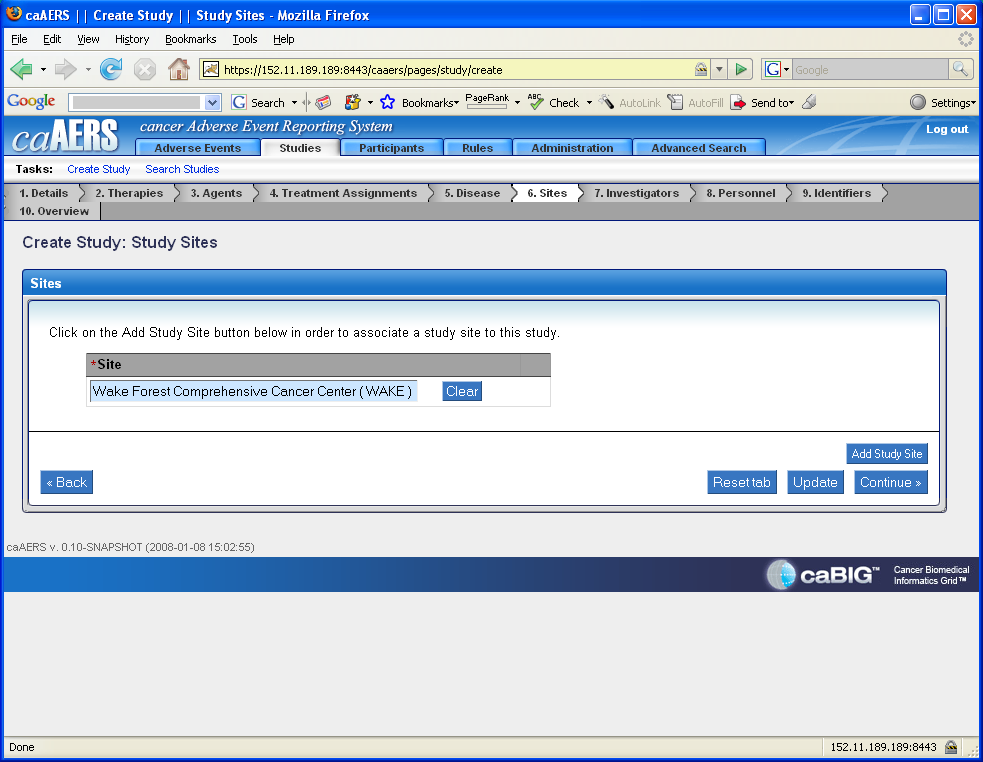 caAERS || Create Study || Study Sites - Mozilla Firefox
File Edit View History Bookmarks Tools Help
https://152.11.189.189:8443/caaers/pages/study/create
G Google
Google G Search Bookmarks PageRank ABC Check AutoLink AutoFill Send to Settings
caAERS cancer Adverse Event Reporting System
Log out
Adverse Events Studies Participants Rules Administration Advanced Search
Tasks: Create Study Search Studies
1. Details 2. Therapies 3. Agents 4. Treatment Assignments 5. Disease 6. Sites 7. Investigators 8. Personnel 9. Identifiers
10. Overview
Create Study: Study Sites
Sites
Click on the Add Study Site button below in order to associate a study site to this study.
*Site
Wake Forest Comprehensive Cancer Center ( WAKE ) Clear
Add Study Site
« Back Reset tab Update Continue »
caAERS v. 0.10-SNAPSHOT (2008-01-08 15:02:55)
caBIG™ Cancer Biomedical
Informatics Grid™
Done 152.11.189.189:8443